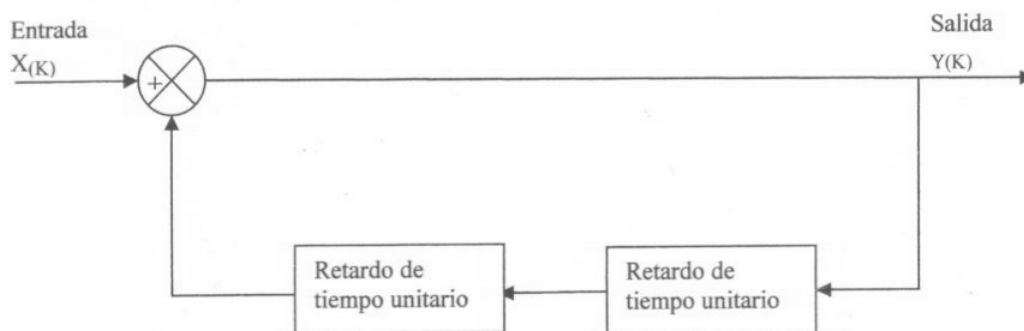 Entrada
Salida
X(K)
Y(K)
+
Retardo de
tiempo unitario
Retardo de
tiempo unitario